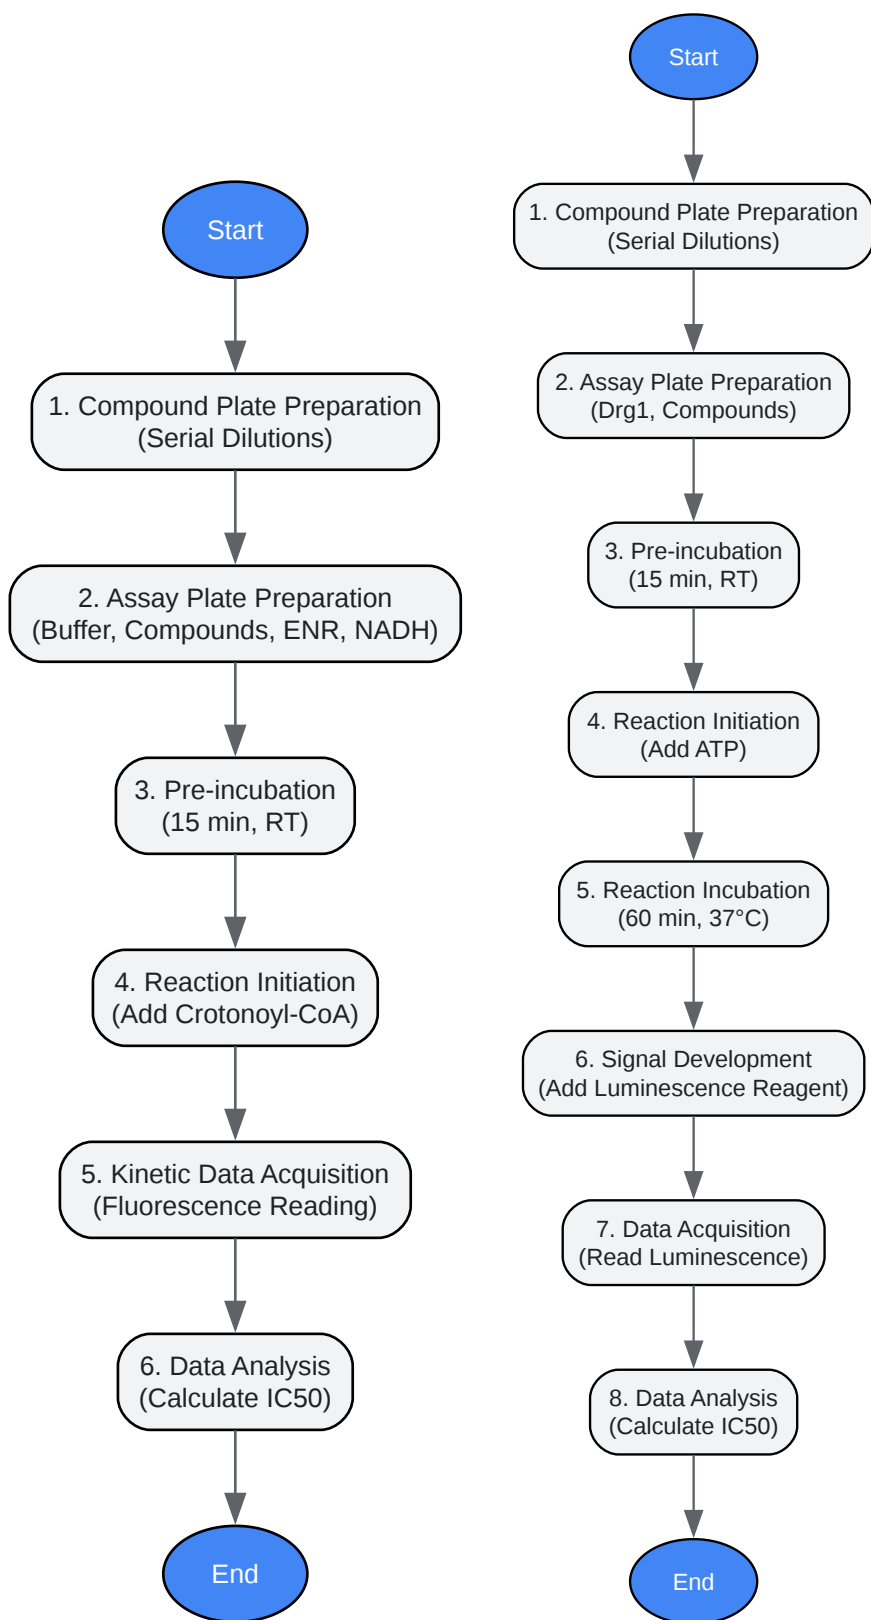 Start
1. Compound Plate Preparation
(Serial Dilutions)
2. Assay Plate Preparation
(Buffer, Compounds, ENR, NADH)
3. Pre-incubation
(15 min, RT)
4. Reaction Initiation
(Add Crotonoyl-CoA)
5. Kinetic Data Acquisition
(Fluorescence Reading)
6. Data Analysis
(Calculate IC50)
End
Start
1. Compound Plate Preparation
(Serial Dilutions)
2. Assay Plate Preparation
(Drg1, Compounds)
3. Pre-incubation
(15 min, RT)
4. Reaction Initiation
(Add ATP)
5. Reaction Incubation
(60 min, 37°C)
6. Signal Development
(Add Luminescence Reagent)
7. Data Acquisition
(Read Luminescence)
8. Data Analysis
(Calculate IC50)
End